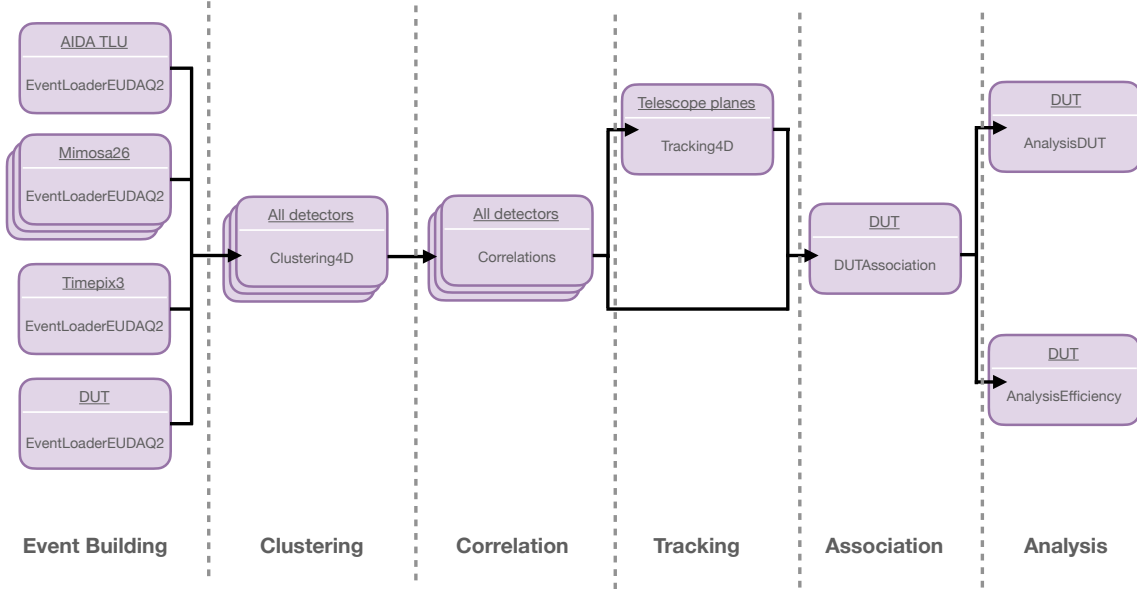 AIDA TLU
EventLoaderEUDAQ2
Mimosa26
EventLoaderEUDAQ2
Timepix3
EventLoaderEUDAQ2
DUT
EventLoaderEUDAQ2
All detectors
Clustering4D
All detectors
Correlations
Telescope planes
Tracking4D
DUT
DUTAssociation
DUT
AnalysisDUT
DUT
AnalysisEfficiency
Event Building
Clustering
Correlation
Tracking
Association
Analysis